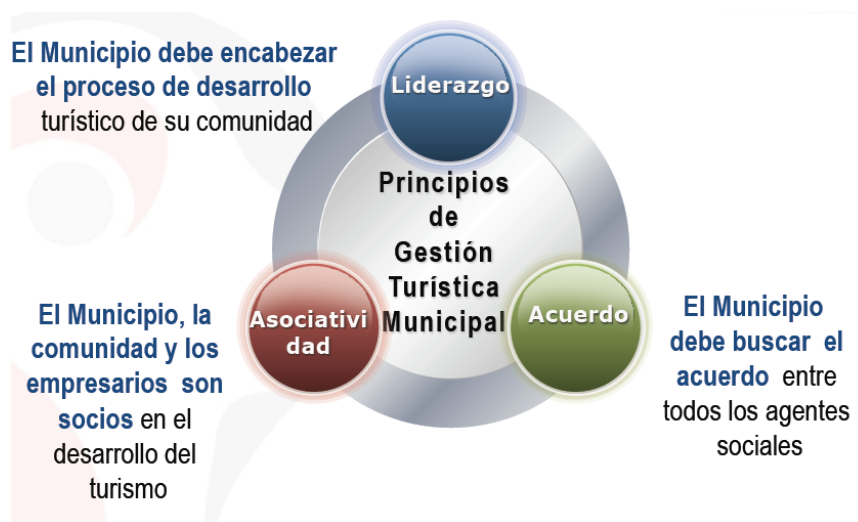 El Municipio debe encabezar
el proceso de desarrollo
turístico de su comunidad
Liderazgo
Principios
de
Gestión
Turística
Municipal
Asociativi
dad
Acuerdo
El Municipio, la
comunidad y los
empresarios son
socios en el
desarrollo del
turismo
El Municipio
debe buscar el
acuerdo entre
todos los agentes
sociales